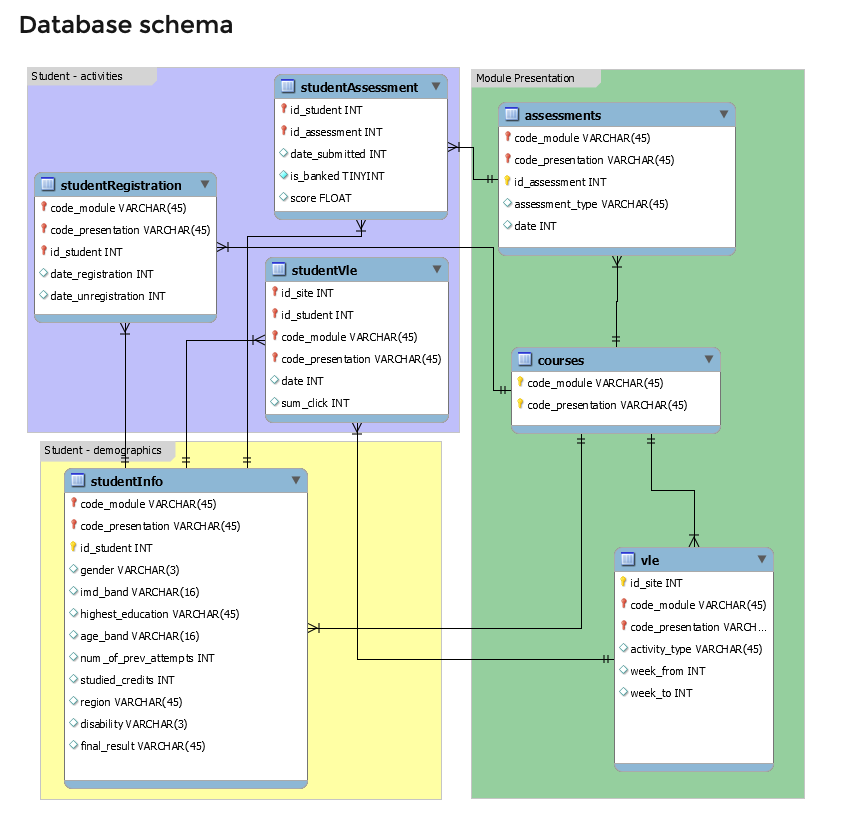 Database schema
Student - activities
studentAssessment
id_student INT
id_assessment INT
date_submitted INT
is_banked TINYINT
score FLOAT
studentRegistration
code_module VARCHAR(45)
code_presentation VARCHAR(45)
id_student INT
date_registration INT
date_unregistration INT
studentVle
id_site INT
id_student INT
code_module VARCHAR(45)
code_presentation VARCHAR(45)
date INT
sum_click INT
Student - demographics
studentInfo
code_module VARCHAR(45)
code_presentation VARCHAR(45)
id_student INT
gender VARCHAR(3)
imd_band VARCHAR(16)
highest_education VARCHAR(45)
age_band VARCHAR(16)
num_of_prev_attempts INT
studied_credits INT
region VARCHAR(45)
disability VARCHAR(3)
final_result VARCHAR(45)
Module Presentation
assessments
code_module VARCHAR(45)
code_presentation VARCHAR(45)
id_assessment INT
assessment_type VARCHAR(45)
date INT
courses
code_module VARCHAR(45)
code_presentation VARCHAR(45)
vle
id_site INT
code_module VARCHAR(45)
code_presentation VARCH...
activity_type VARCHAR(45)
week_from INT
week_to INT